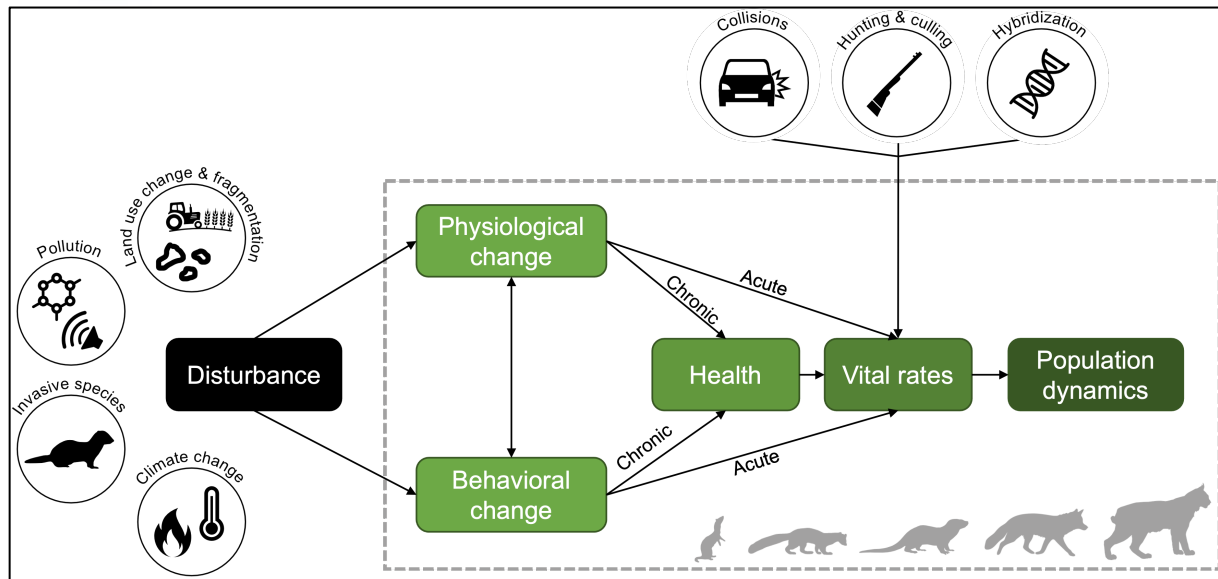 Collisions
Hunting & culling
Hybridization
Land use change & fragmentation
Pollution
Physiological
change
Acute
Chronic
Disturbance
Health
Vital rates
Population
dynamics
Invasive species
Climate change
Chronic
Acute
Behavioral
change